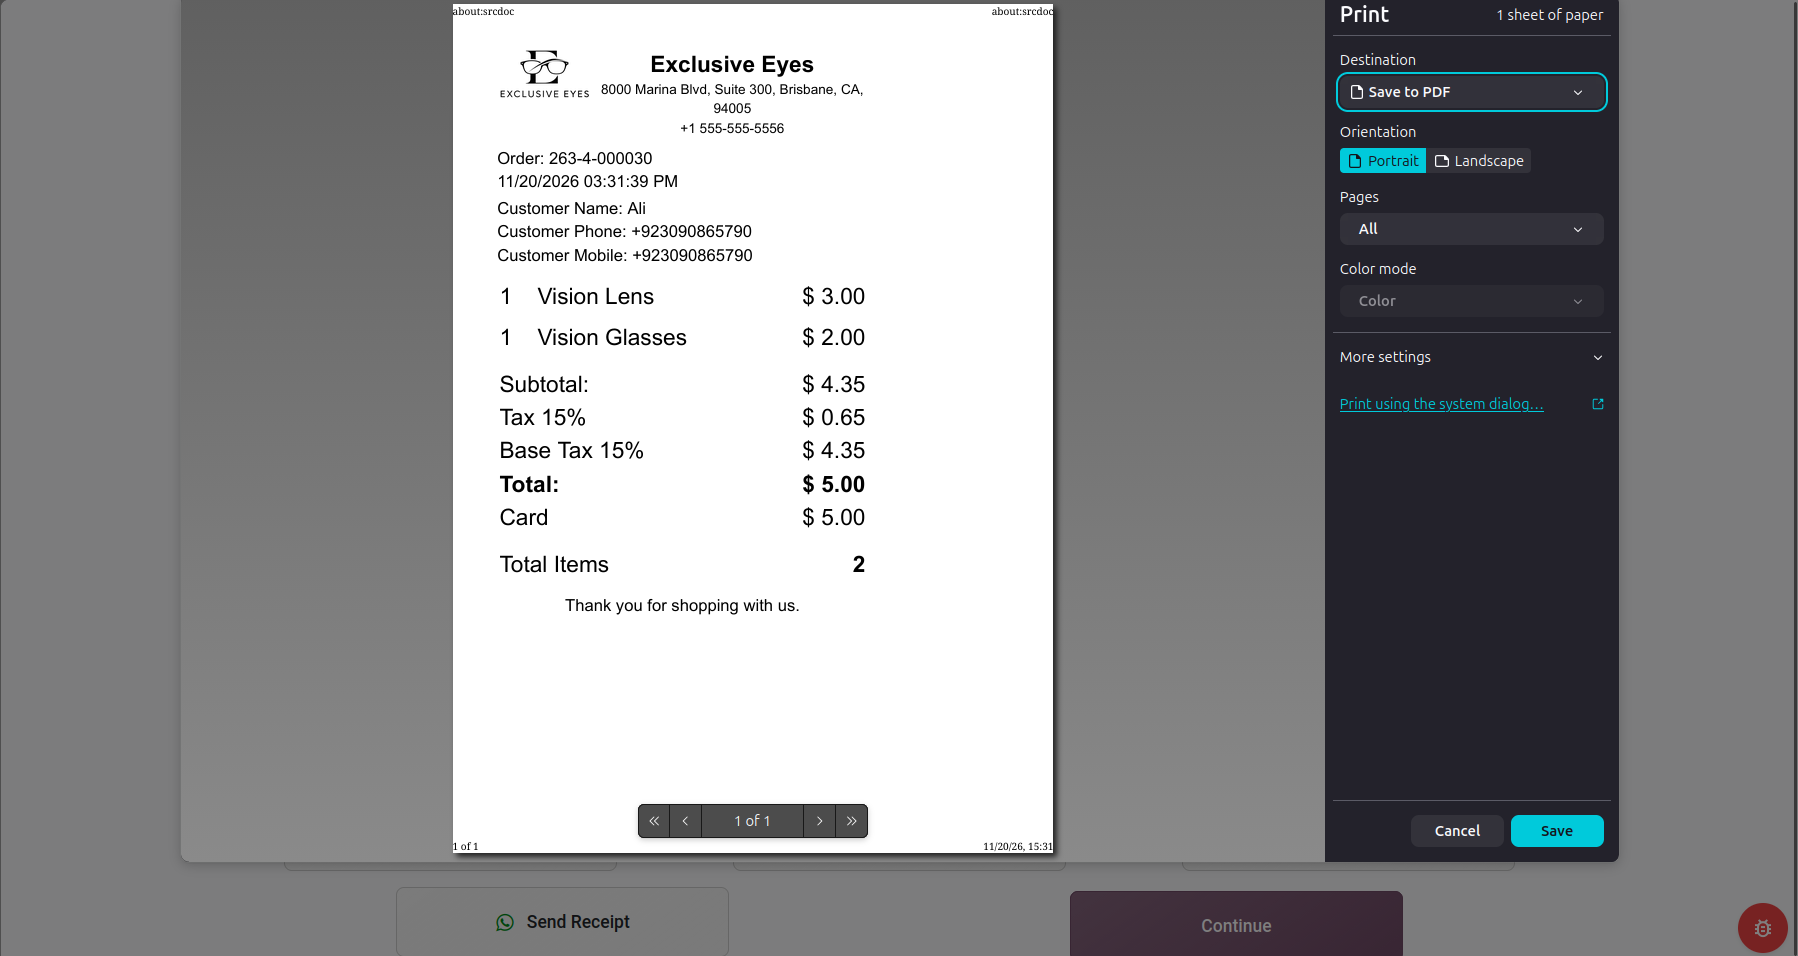 about:srcdoc about:srcdoc
E
EXCLUSIVE EYES
Exclusive Eyes
8000 Marina Blvd, Suite 300, Brisbane, CA,
94005
+1 555-555-5556
Order: 263-4-000030
11/20/2026 03:31:39 PM
Customer Name: Ali
Customer Phone: +923090865790
Customer Mobile: +923090865790
1 Vision Lens $ 3.00
1 Vision Glasses $ 2.00
Subtotal: $ 4.35
Tax 15% $ 0.65
Base Tax 15% $ 4.35
Total: $ 5.00
Card $ 5.00
Total Items 2
Thank you for shopping with us.
« ‹ 1 of 1 › »
1 of 1 11/20/26, 15:31
Print 1 sheet of paper
Destination
Save to PDF
Orientation
Portrait Landscape
Pages
All
Color mode
Color
More settings
Print using the system dialog…
Cancel Save
Send Receipt Continue